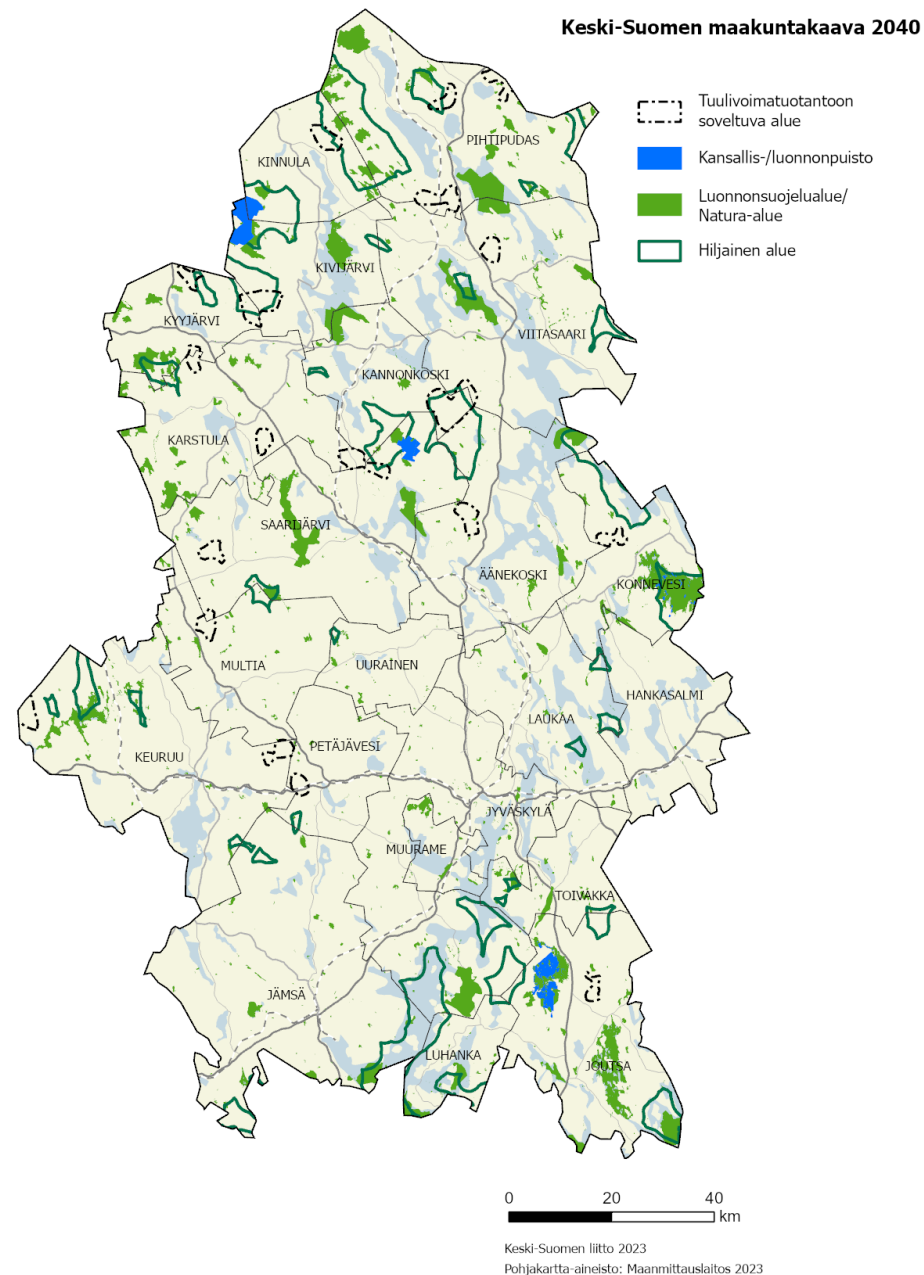 Keski-Suomen maakuntakaava 2040
Tuulivoimatuotantoon
soveltuva alue
Kansallis-/luonnonpuisto
Luonnonsuojelualue/
Natura-alue
Hiljainen alue
PIHTIPUDAS
KINNULA
KIVIJÄRVI
KYYJÄRVI
VIITASAARI
KANNONKOSKI
KARSTULA
SAARIJÄRVI
ÄÄNEKOSKI
KONNEVESI
MULTIA
UURAINEN
HANKASALMI
LAUKAA
KEURUU
PETÄJÄVESI
JYVÄSKYLÄ
MUURAME
TOIVAKKA
JÄMSÄ
LUHANKA
JOUTSA
0 20 40
km
Keski-Suomen liitto 2023
Pohjakartta-aineisto: Maanmittauslaitos 2023